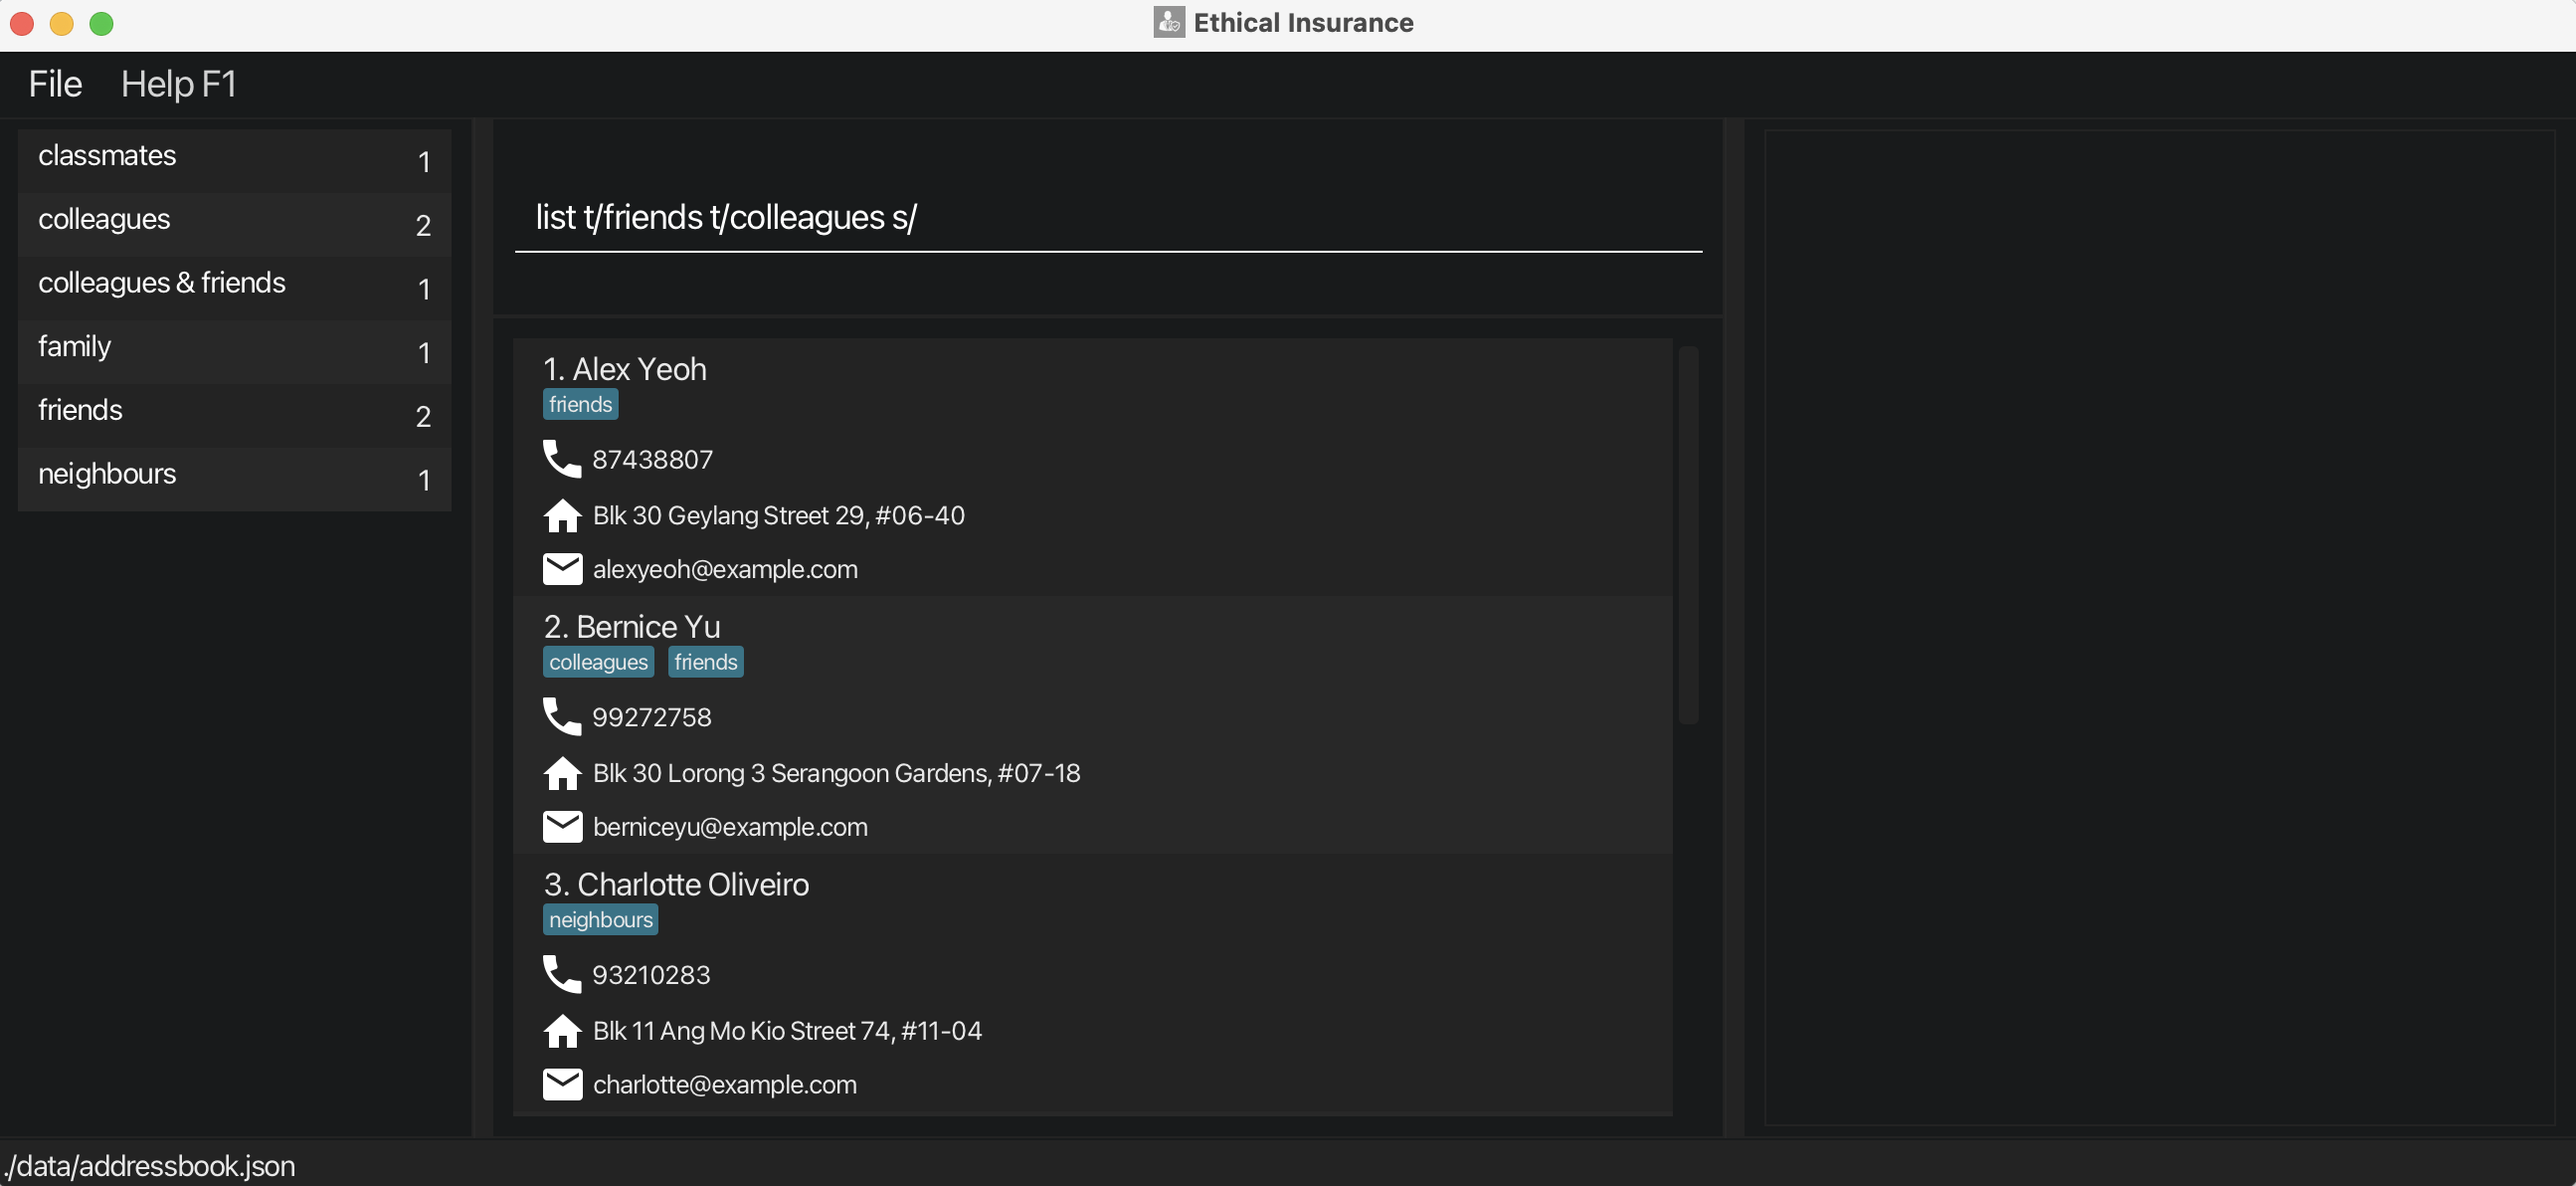 Ethical Insurance
File Help F1
classmates 1
colleagues 2
colleagues & friends 1
family 1
friends 2
neighbours 1
list t/friends t/colleagues s/
1. Alex Yeoh
friends
87438807
Blk 30 Geylang Street 29, #06-40
alexyeoh@example.com
2. Bernice Yu
colleagues friends
99272758
Blk 30 Lorong 3 Serangoon Gardens, #07-18
berniceyu@example.com
3. Charlotte Oliveiro
neighbours
93210283
Blk 11 Ang Mo Kio Street 74, #11-04
charlotte@example.com
./data/addressbook.json